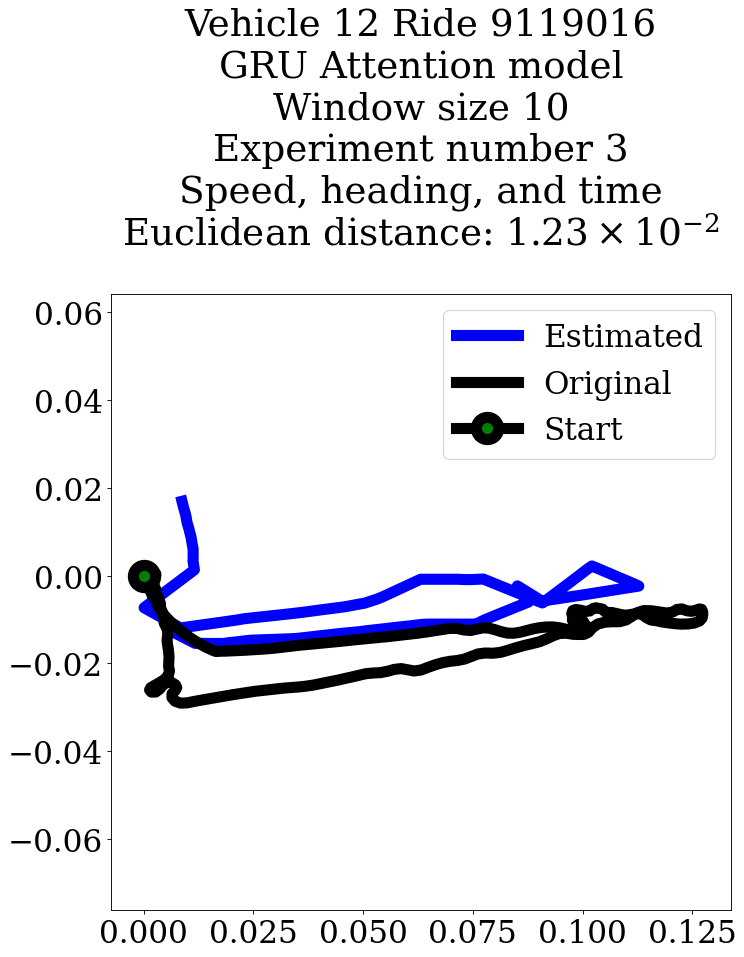 Vehicle 12 Ride 9119016
GRU Attention model
Window size 10
Experiment number 3
Speed, heading, and time
Euclidean distance: 1.23 × 10⁻²
Estimated
Original
Start
0.06
0.04
0.02
0.00
−0.02
−0.04
−0.06
0.000 0.025 0.050 0.075 0.100 0.125